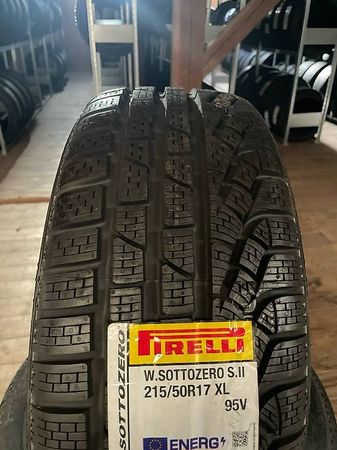 PIRELLI
W.SOTTOZERO S.II
215/50R17 XL
95V
SOTTOZERO
ENERG